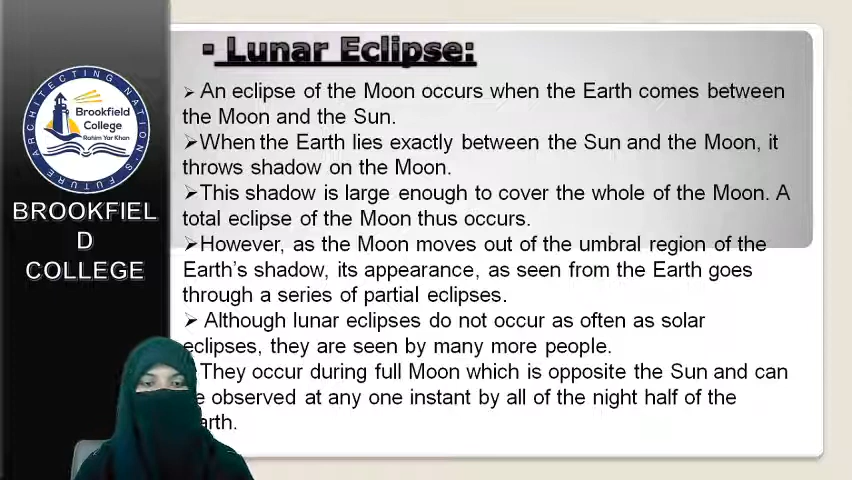 ▪ Lunar Eclipse:
ARCHITECTING NATION'S FUTURE
Brookfield
College
Rahim Yar Khan
BROOKFIEL
D
COLLEGE
➢ An eclipse of the Moon occurs when the Earth comes between
the Moon and the Sun.
➢When the Earth lies exactly between the Sun and the Moon, it
throws shadow on the Moon.
➢This shadow is large enough to cover the whole of the Moon. A
total eclipse of the Moon thus occurs.
➢However, as the Moon moves out of the umbral region of the
Earth's shadow, its appearance, as seen from the Earth goes
through a series of partial eclipses.
➢ Although lunar eclipses do not occur as often as solar
eclipses, they are seen by many more people.
They occur during full Moon which is opposite the Sun and can
observed at any one instant by all of the night half of the